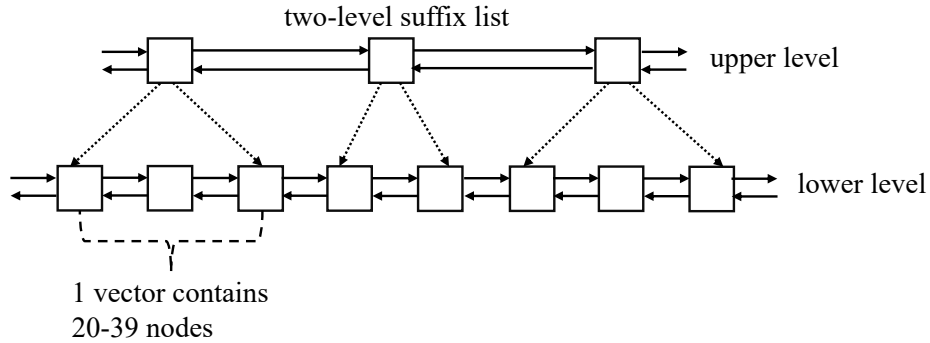 two-level suffix list
upper level
lower level
1 vector contains
20-39 nodes